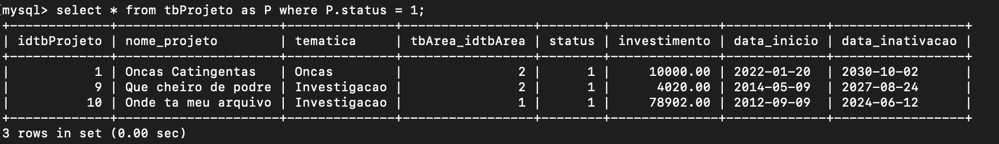 [mysql> select * from tbProjeto as P where P.status = 1;
+-------------+---------------------+--------------+-----------------+--------+--------------+-------------+-----------------+
| idtbProjeto | nome_projeto        | tematica     | tbArea_idtbArea | status | investimento | data_inicio | data_inativacao |
+-------------+---------------------+--------------+-----------------+--------+--------------+-------------+-----------------+
|           1 | Oncas Catingentas   | Oncas        |               2 |      1 |     10000.00 | 2022-01-20  | 2030-10-02      |
|           9 | Que cheiro de podre | Investigacao |               2 |      1 |      4020.00 | 2014-05-09  | 2027-08-24      |
|          10 | Onde ta meu arquivo | Investigacao |               1 |      1 |     78902.00 | 2012-09-09  | 2024-06-12      |
+-------------+---------------------+--------------+-----------------+--------+--------------+-------------+-----------------+
3 rows in set (0.00 sec)